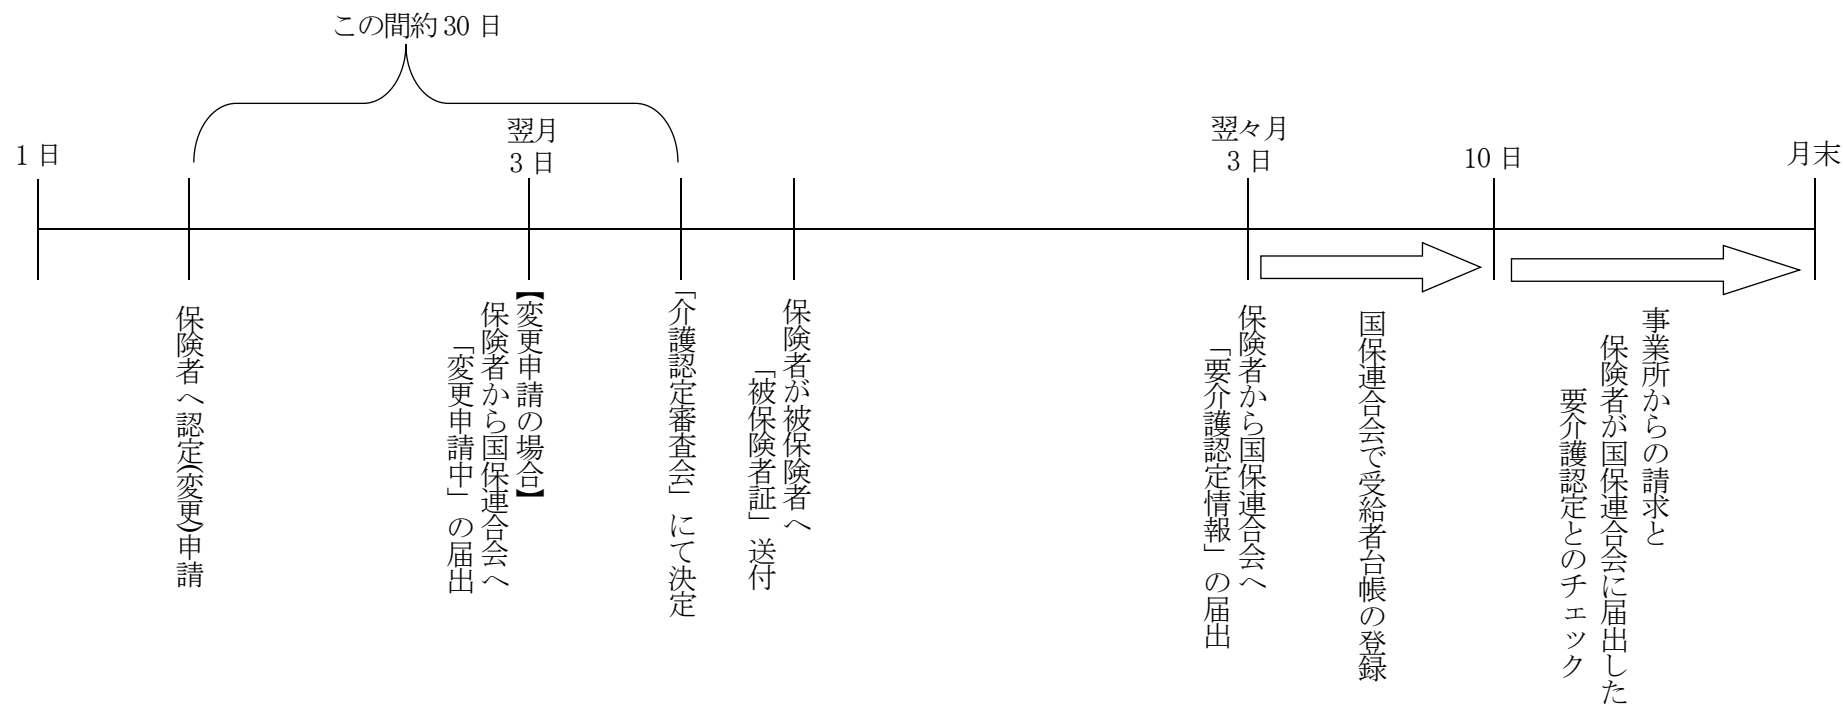 この間約30日
1日
翌月
3日
翌々月
3日
10日
月末
保険者へ認定(変更)申請
【変更申請の場合】
保険者から国保連合会へ
「変更申請中」の届出
「介護認定審査会」にて決定
保険者が被保険者へ
「被保険者証」送付
保険者から国保連合会へ
「要介護認定情報」の届出
国保連合会で受給者台帳の登録
事業所からの請求と
保険者が国保連合会に届出した
要介護認定とのチェック